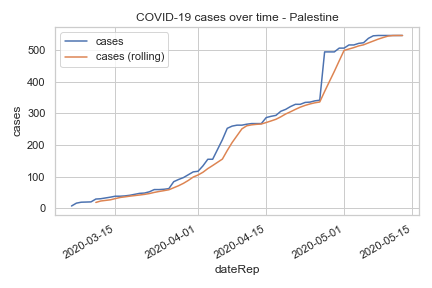 COVID-19 cases over time - Palestine
cases
cases (rolling)
500
400
300
200
100
0
cases
2020-03-15
2020-04-01
2020-04-15
2020-05-01
2020-05-15
dateRep